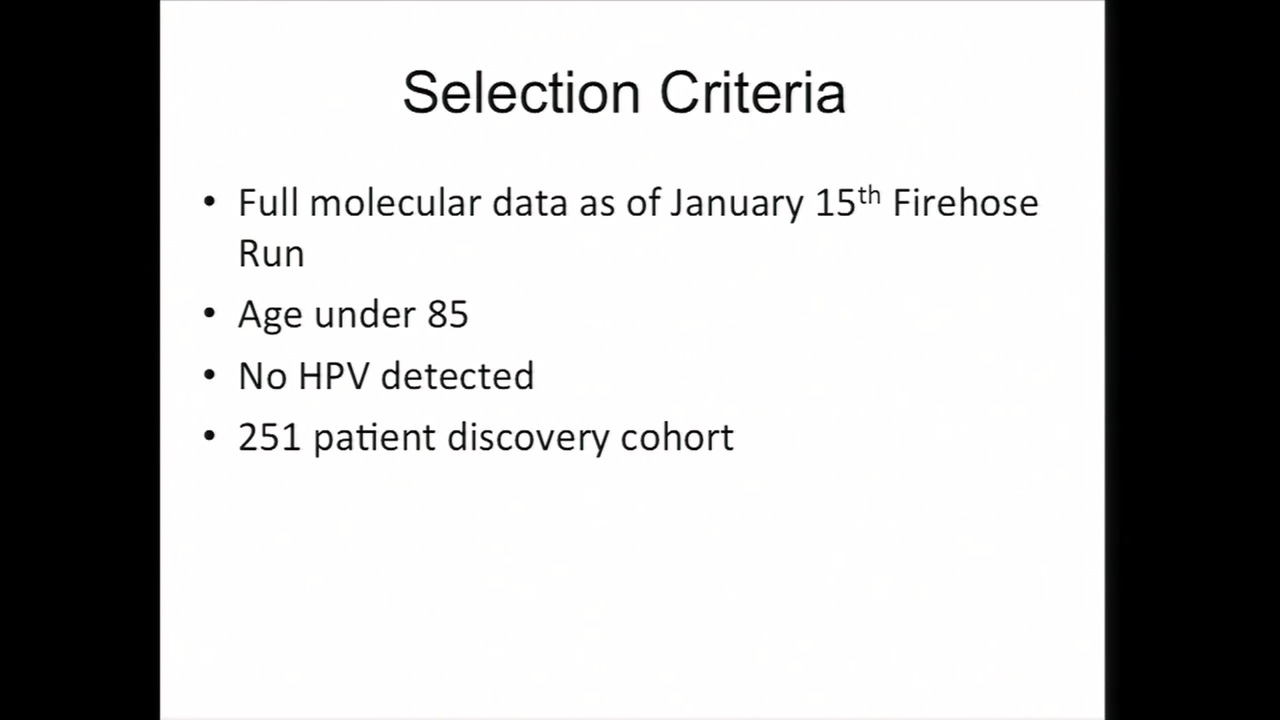 Selection Criteria
• Full molecular data as of January 15th Firehose
Run
• Age under 85
• No HPV detected
• 251 patient discovery cohort